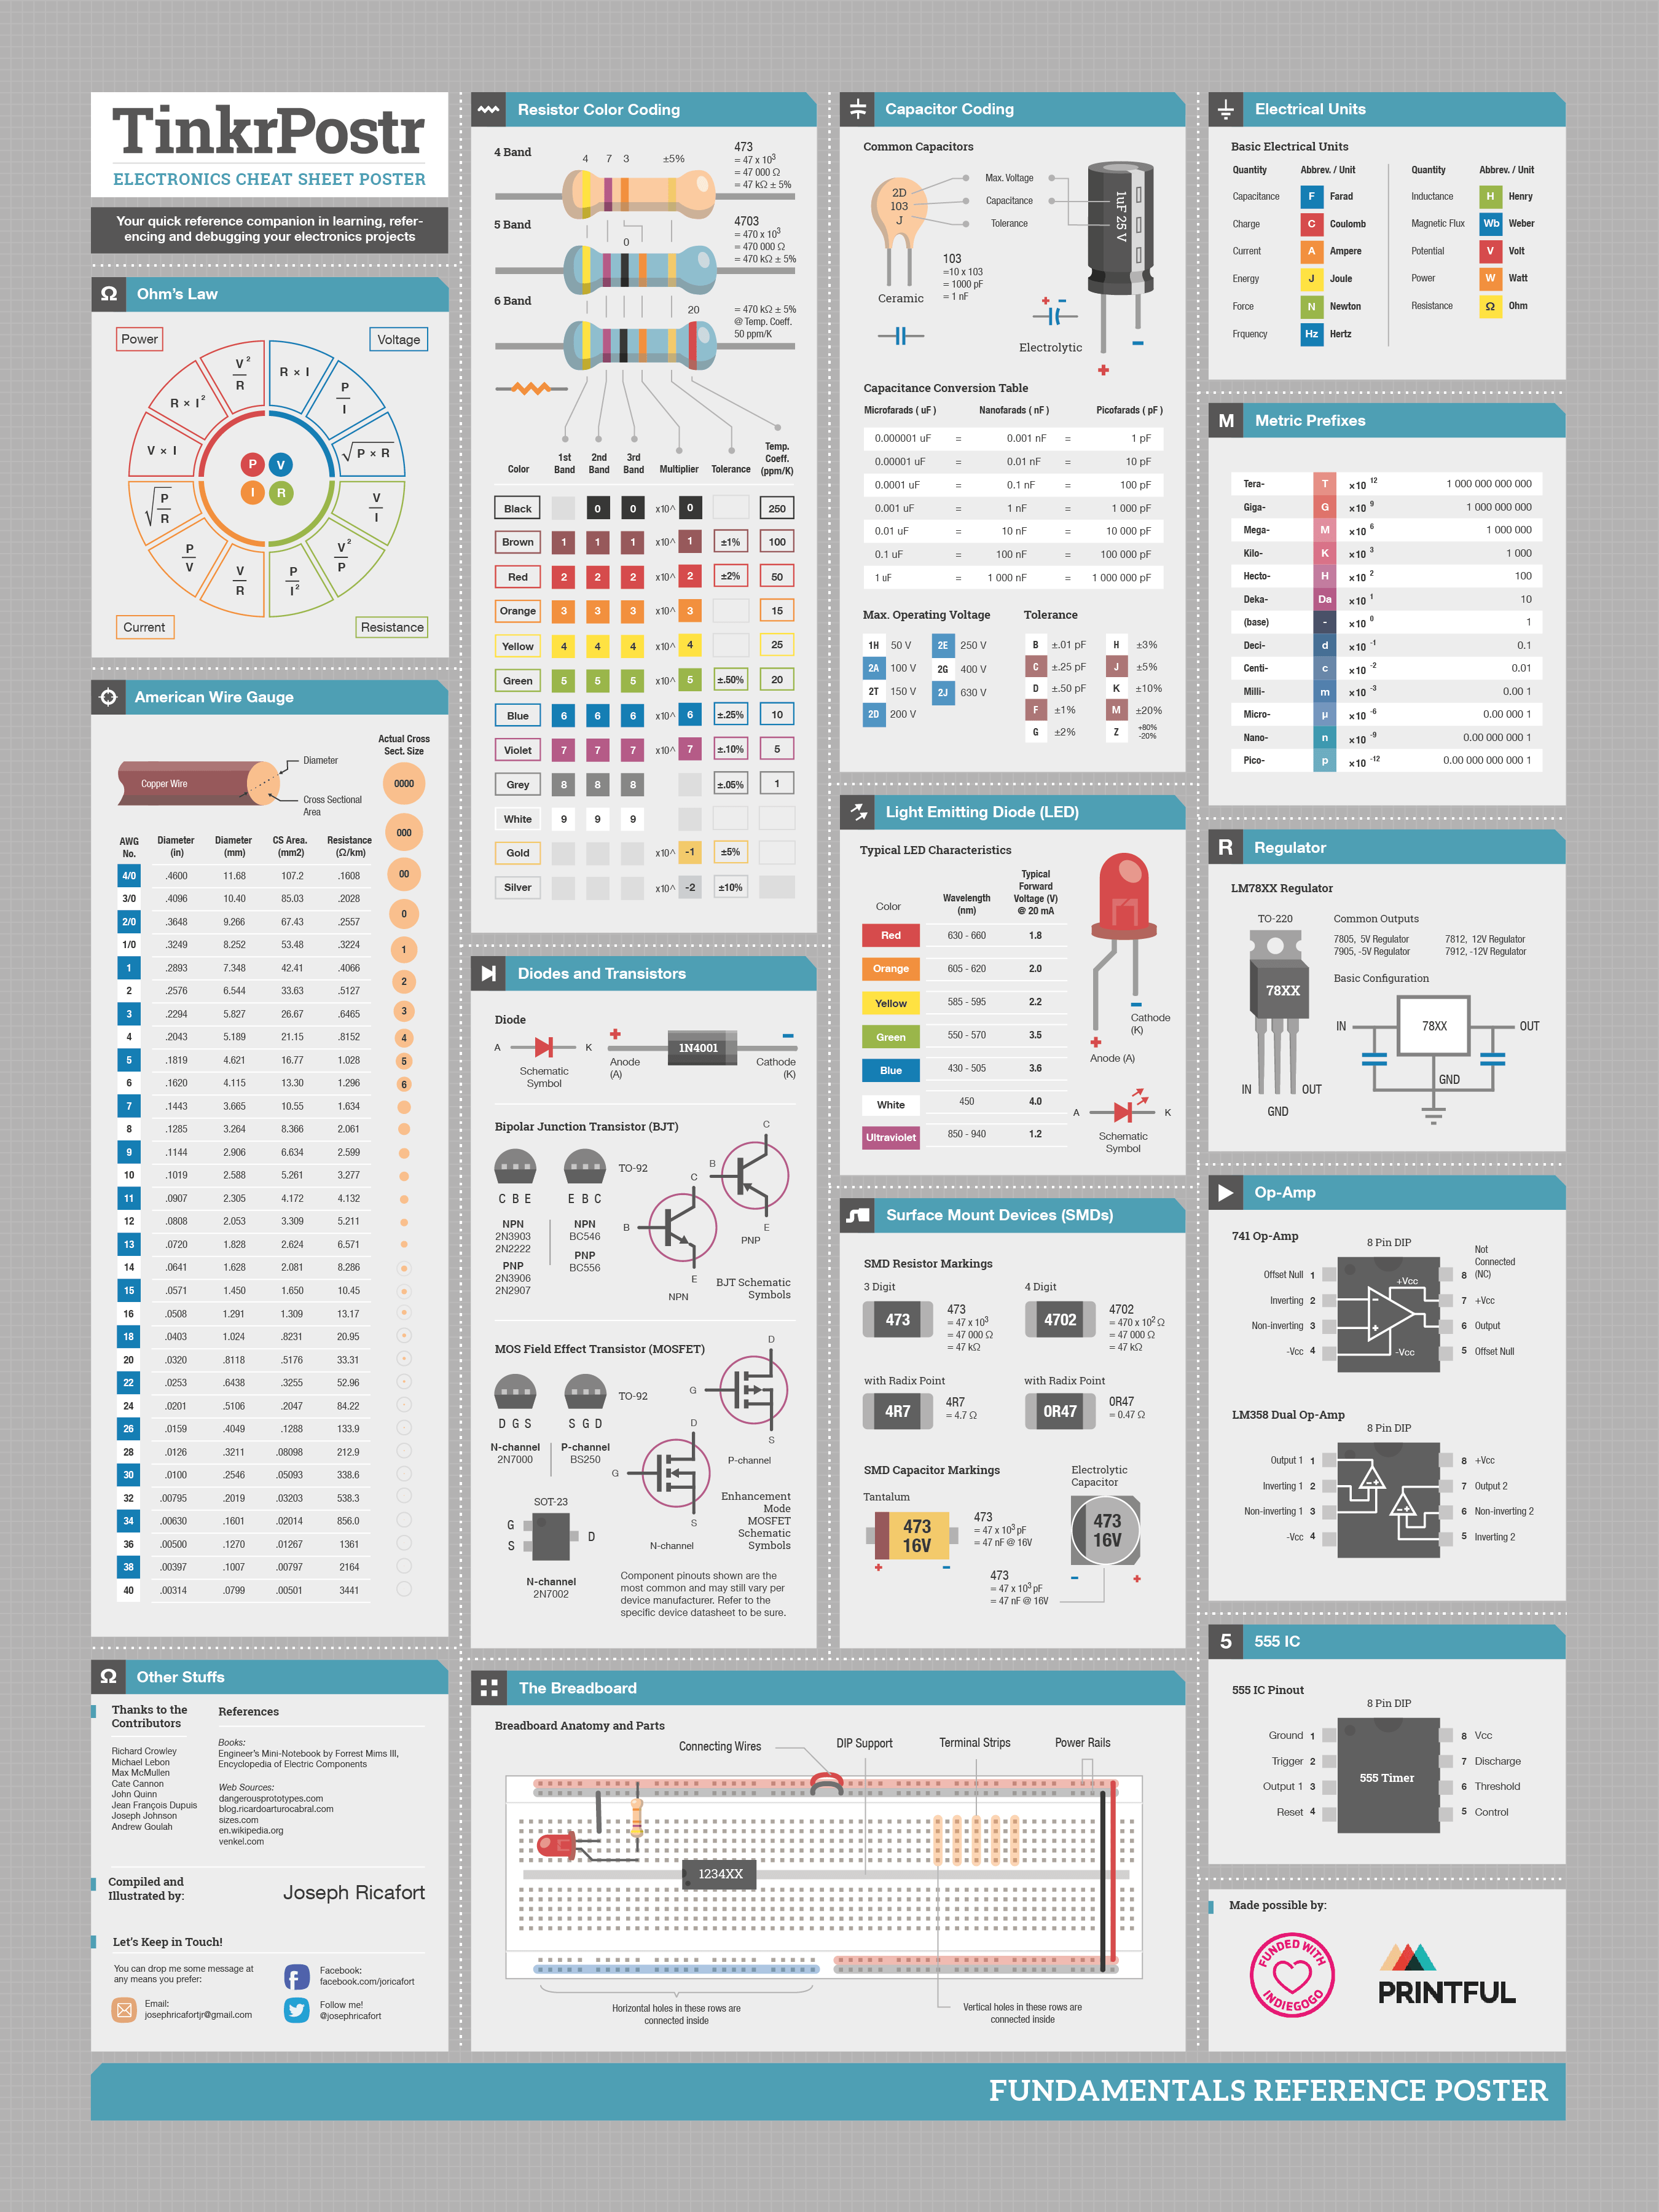 TinkrPostr
ELECTRONICS CHEAT SHEET POSTER
Your quick reference companion in learning, refer-
encing and debugging your electronics projects
Ω Ohm's Law
Power
Voltage
V²/R
R × I
R × I²
P/I
V × I
√P × R
P V
I R
√P/R
V/I
P/V
V²/P
V/R
P/I²
Current
Resistance
American Wire Gauge
Actual Cross
Sect. Size
Copper Wire
Diameter
Cross Sectional
Area
0000
000
00
0
1
2
3
4
5
6
AWG No. Diameter (in) Diameter (mm) CS Area. (mm2) Resistance (Ω/km)
4/0 .4600 11.68 107.2 .1608
3/0 .4096 10.40 85.03 .2028
2/0 .3648 9.266 67.43 .2557
1/0 .3249 8.252 53.48 .3224
1 .2893 7.348 42.41 .4066
2 .2576 6.544 33.63 .5127
3 .2294 5.827 26.67 .6465
4 .2043 5.189 21.15 .8152
5 .1819 4.621 16.77 1.028
6 .1620 4.115 13.30 1.296
7 .1443 3.665 10.55 1.634
8 .1285 3.264 8.366 2.061
9 .1144 2.906 6.634 2.599
10 .1019 2.588 5.261 3.277
11 .0907 2.305 4.172 4.132
12 .0808 2.053 3.309 5.211
13 .0720 1.828 2.624 6.571
14 .0641 1.628 2.081 8.286
15 .0571 1.450 1.650 10.45
16 .0508 1.291 1.309 13.17
18 .0403 1.024 .8231 20.95
20 .0320 .8118 .5176 33.31
22 .0253 .6438 .3255 52.96
24 .0201 .5106 .2047 84.22
26 .0159 .4049 .1288 133.9
28 .0126 .3211 .08098 212.9
30 .0100 .2546 .05093 338.6
32 .00795 .2019 .03203 538.3
34 .00630 .1601 .02014 856.0
36 .00500 .1270 .01267 1361
38 .00397 .1007 .00797 2164
40 .00314 .0799 .00501 3441
Ω Other Stuffs
Thanks to the
Contributors
Richard Crowley
Michael Lebon
Max McMullen
Cate Cannon
John Quinn
Jean François Dupuis
Joseph Johnson
Andrew Goulah
References
Books:
Engineer's Mini-Notebook by Forrest Mims III,
Encyclopedia of Electric Components
Web Sources:
dangerousprototypes.com
blog.ricardoarturocabral.com
sizes.com
en.wikipedia.org
venkel.com
Compiled and
Illustrated by:
Joseph Ricafort
Let's Keep in Touch!
You can drop me some message at
any means you prefer:
Email:
josephricafortjr@gmail.com
Facebook:
facebook.com/joricafort
Follow me!
@josephricafort
Resistor Color Coding
4 Band
4 7 3 ±5%
473
= 47 x 10³
= 47 000 Ω
= 47 kΩ ± 5%
5 Band
0
4703
= 470 x 10³
= 470 000 Ω
= 470 kΩ ± 5%
6 Band
20
= 470 kΩ ± 5%
@ Temp. Coeff.
50 ppm/K
Color 1st Band 2nd Band 3rd Band Multiplier Tolerance Temp. Coeff. (ppm/K)
Black 0 0 x10^ 0 250
Brown 1 1 1 x10^ 1 ±1% 100
Red 2 2 2 x10^ 2 ±2% 50
Orange 3 3 3 x10^ 3 15
Yellow 4 4 4 x10^ 4 25
Green 5 5 5 x10^ 5 ±.50% 20
Blue 6 6 6 x10^ 6 ±.25% 10
Violet 7 7 7 x10^ 7 ±.10% 5
Grey 8 8 8 ±.05% 1
White 9 9 9
Gold x10^ -1 ±5%
Silver x10^ -2 ±10%
Diodes and Transistors
Diode
A K
Schematic
Symbol
1N4001
Anode
(A)
Cathode
(K)
Bipolar Junction Transistor (BJT)
TO-92
C B E
E B C
NPN
2N3903
2N2222
PNP
2N3906
2N2907
NPN
BC546
PNP
BC556
C
B
E
PNP
C
B
E
NPN
BJT Schematic
Symbols
MOS Field Effect Transistor (MOSFET)
TO-92
D G S
S G D
N-channel
2N7000
P-channel
BS250
D
G
S
P-channel
D
G
S
N-channel
Enhancement
Mode
MOSFET
Schematic
Symbols
SOT-23
G
S
D
N-channel
2N7002
Component pinouts shown are the
most common and may still vary per
device manufacturer. Refer to the
specific device datasheet to be sure.
Capacitor Coding
Common Capacitors
2D
103
J
Max. Voltage
Capacitance
Tolerance
1uF 25 V
103
=10 x 103
= 1000 pF
= 1 nF
Ceramic
Electrolytic
Capacitance Conversion Table
Microfarads ( uF ) Nanofarads ( nF ) Picofarads ( pF )
0.000001 uF = 0.001 nF = 1 pF
0.00001 uF = 0.01 nF = 10 pF
0.0001 uF = 0.1 nF = 100 pF
0.001 uF = 1 nF = 1 000 pF
0.01 uF = 10 nF = 10 000 pF
0.1 uF = 100 nF = 100 000 pF
1 uF = 1 000 nF = 1 000 000 pF
Max. Operating Voltage
1H 50 V 2E 250 V
2A 100 V 2G 400 V
2T 150 V 2J 630 V
2D 200 V
Tolerance
B ±.01 pF H ±3%
C ±.25 pF J ±5%
D ±.50 pF K ±10%
F ±1% M ±20%
G ±2% Z +80% -20%
Light Emitting Diode (LED)
Typical LED Characteristics
Color Wavelength (nm) Typical Forward Voltage (V) @ 20 mA
Red 630 - 660 1.8
Orange 605 - 620 2.0
Yellow 585 - 595 2.2
Green 550 - 570 3.5
Blue 430 - 505 3.6
White 450 4.0
Ultraviolet 850 - 940 1.2
Cathode
(K)
Anode (A)
A K
Schematic
Symbol
Surface Mount Devices (SMDs)
SMD Resistor Markings
3 Digit
473
473
= 47 x 10³
= 47 000 Ω
= 47 kΩ
4 Digit
4702
4702
= 470 x 10² Ω
= 47 000 Ω
= 47 kΩ
with Radix Point
4R7
4R7
= 4.7 Ω
with Radix Point
0R47
0R47
= 0.47 Ω
SMD Capacitor Markings
Tantalum
473
16V
473
= 47 x 10³ pF
= 47 nF @ 16V
Electrolytic
Capacitor
473
16V
473
= 47 x 10³ pF
= 47 nF @ 16V
The Breadboard
Breadboard Anatomy and Parts
Connecting Wires
DIP Support
Terminal Strips
Power Rails
1234XX
Horizontal holes in these rows are
connected inside
Vertical holes in these rows are
connected inside
Electrical Units
Basic Electrical Units
Quantity Abbrev. / Unit Quantity Abbrev. / Unit
Capacitance F Farad Inductance H Henry
Charge C Coulomb Magnetic Flux Wb Weber
Current A Ampere Potential V Volt
Energy J Joule Power W Watt
Force N Newton Resistance Ω Ohm
Frquency Hz Hertz
M Metric Prefixes
Tera- T ×10 12 1 000 000 000 000
Giga- G ×10 9 1 000 000 000
Mega- M ×10 6 1 000 000
Kilo- K ×10 3 1 000
Hecto- H ×10 2 100
Deka- Da ×10 1 10
(base) - ×10 0 1
Deci- d ×10 -1 0.1
Centi- c ×10 -2 0.01
Milli- m ×10 -3 0.00 1
Micro- µ ×10 -6 0.00 000 1
Nano- n ×10 -9 0.00 000 000 1
Pico- p ×10 -12 0.00 000 000 000 1
R Regulator
LM78XX Regulator
TO-220
78XX
IN
GND
OUT
Common Outputs
7805, 5V Regulator 7812, 12V Regulator
7905, -5V Regulator 7912, -12V Regulator
Basic Configuration
IN 78XX OUT
GND
Op-Amp
741 Op-Amp
8 Pin DIP
Offset Null 1 8 Not Connected (NC)
Inverting 2 7 +Vcc
Non-inverting 3 6 Output
-Vcc 4 5 Offset Null
+Vcc
-Vcc
LM358 Dual Op-Amp
8 Pin DIP
Output 1 1 8 +Vcc
Inverting 1 2 7 Output 2
Non-inverting 1 3 6 Non-inverting 2
-Vcc 4 5 Inverting 2
5 555 IC
555 IC Pinout
8 Pin DIP
Ground 1 8 Vcc
Trigger 2 7 Discharge
Output 1 3 6 Threshold
Reset 4 5 Control
555 Timer
Made possible by:
FUNDED WITH
INDIEGOGO
PRINTFUL
FUNDAMENTALS REFERENCE POSTER